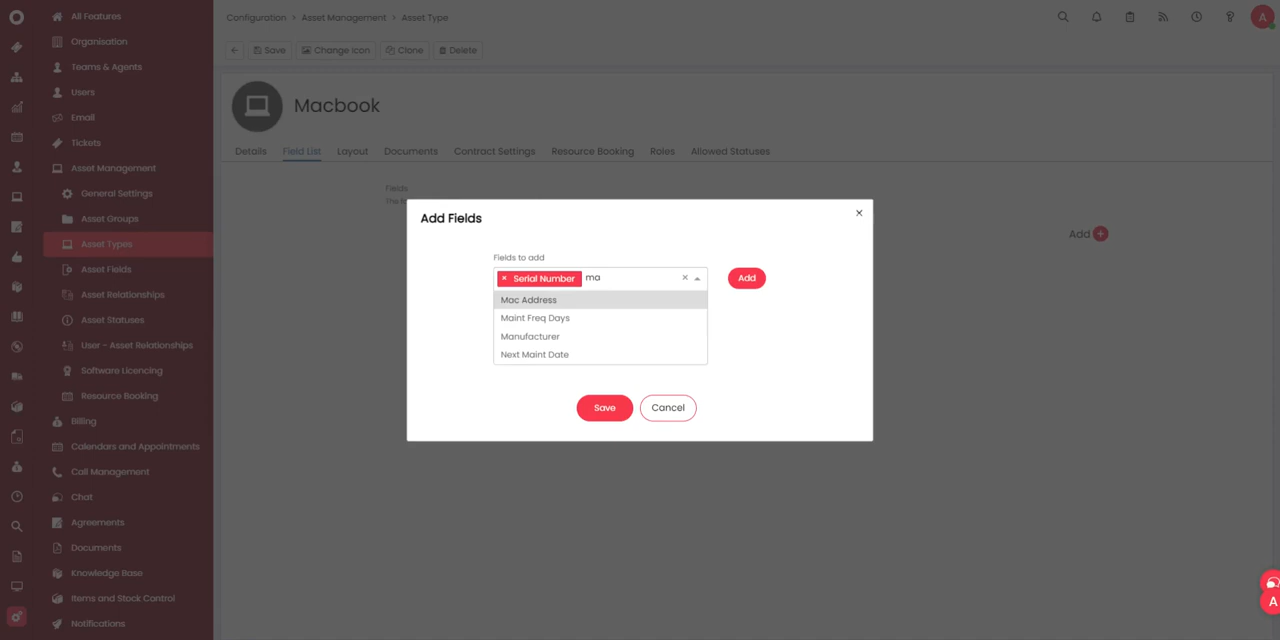 All Features
Organisation
Teams & Agents
Users
Email
Tickets
Asset Management
General Settings
Asset Groups
Asset Types
Asset Fields
Asset Relationships
Asset Statuses
User - Asset Relationships
Software Licencing
Resource Booking
Billing
Calendars and Appointments
Call Management
Chat
Agreements
Documents
Knowledge Base
Items and Stock Control
Notifications
Configuration > Asset Management > Asset Type
A
Save
Change icon
Clone
Delete
Macbook
Details Field List Layout Documents Contract Settings Resource Booking Roles Allowed Statuses
Fields
Add
Add Fields
Fields to add
× Serial Number ma
Add
Mac Address
Maint Freq Days
Manufacturer
Next Maint Date
Save Cancel
A